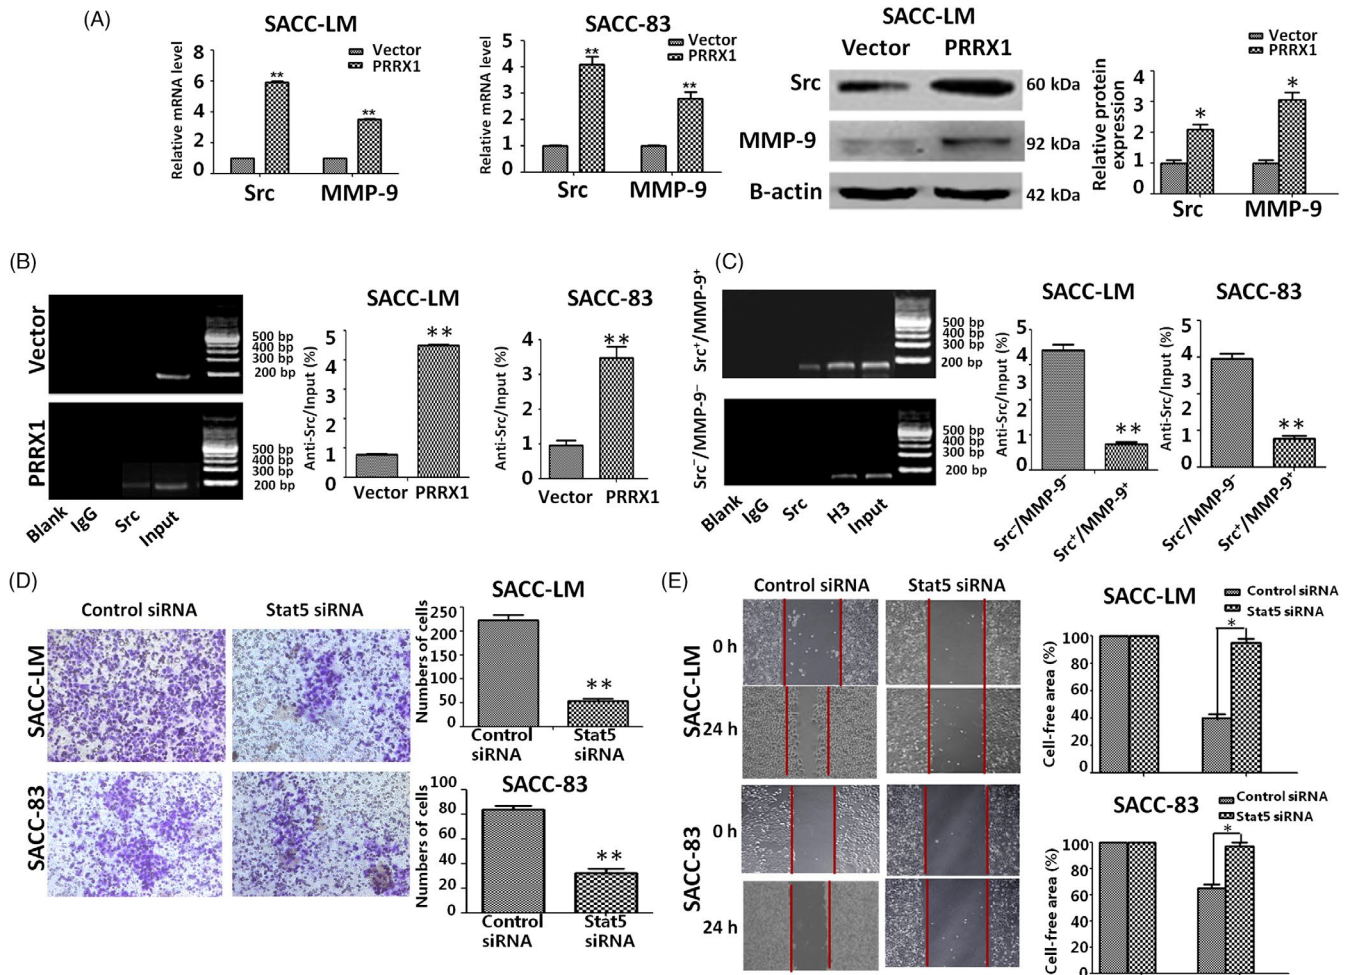 (A)
SACC-LM
Relative mRNA level
8
6
4
2
0
Vector
PRRX1
**
**
Src
MMP-9
SACC-83
Relative mRNA level
5
4
3
2
1
0
Vector
PRRX1
**
**
Src
MMP-9
SACC-LM
Vector PRRX1
Src
60 kDa
MMP-9
92 kDa
B-actin
42 kDa
Vector
PRRX1
Relative protein
expression
4
3
2
1
0
*
*
Src
MMP-9
(B)
Vector
500 bp
400 bp
300 bp
200 bp
PRRX1
500 bp
400 bp
300 bp
200 bp
Blank
IgG
Src
Input
SACC-LM
Anti-Src/Input (%)
5
4
3
2
1
0
**
Vector PRRX1
SACC-83
Anti-Src/Input (%)
4
3
2
1
0
**
Vector PRRX1
(C)
Src⁺/MMP-9⁺
500 bp
400 bp
300 bp
200 bp
Src⁻/MMP-9⁻
500 bp
400 bp
300 bp
200 bp
Blank
IgG
Src
H3
Input
SACC-LM
Anti-Src/Input (%)
5
4
3
2
1
0
**
Src⁻/MMP-9⁻
Src⁺/MMP-9⁺
SACC-83
Anti-Src/Input (%)
5
4
3
2
1
0
**
Src⁻/MMP-9⁻
Src⁺/MMP-9⁺
(D)
Control siRNA
Stat5 siRNA
SACC-LM
SACC-83
SACC-LM
Numbers of cells
250
200
150
100
50
0
**
Control
siRNA
Stat5
siRNA
SACC-83
Numbers of cells
100
80
60
40
20
0
**
Control
siRNA
Stat5
siRNA
(E)
Control siRNA
Stat5 siRNA
SACC-LM
0 h
24 h
SACC-83
0 h
24 h
SACC-LM
Control siRNA
Stat5 siRNA
Cell-free area (%)
100
80
60
40
20
0
*
SACC-83
Control siRNA
Stat5 siRNA
Cell-free area (%)
100
80
60
40
20
0
*